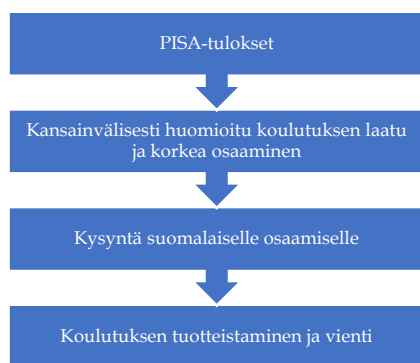 PISA-tulokset
Kansainvälisesti huomioitu koulutuksen laatu
ja korkea osaaminen
Kysyntä suomalaiselle osaamiselle
Koulutuksen tuotteistaminen ja vienti